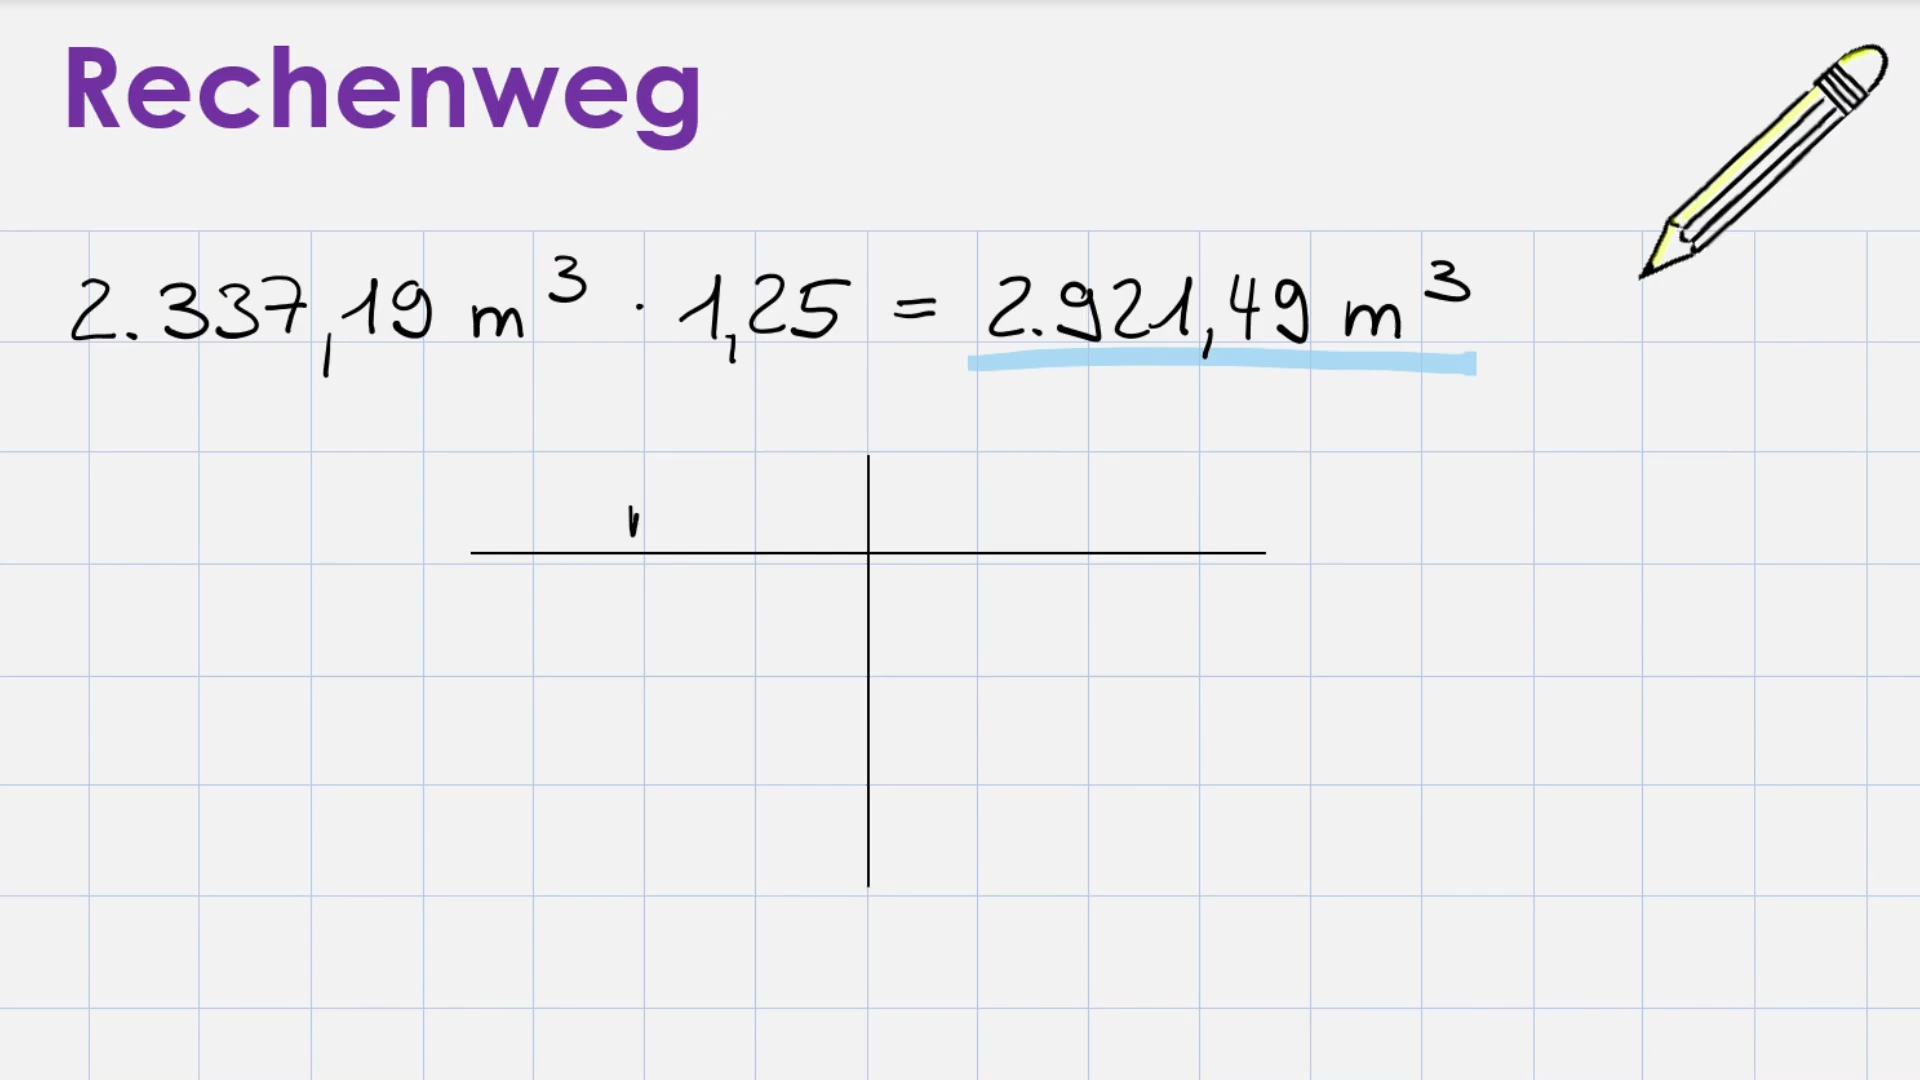 Rechenweg
2.337,19 m³ · 1,25 = 2.921,49 m³